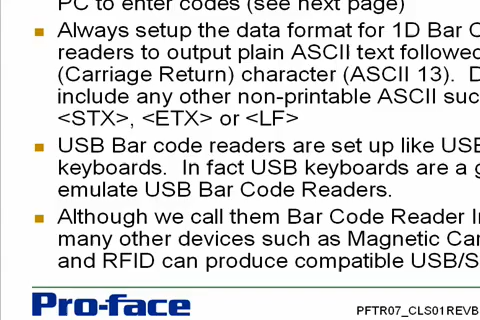 PC to enter codes (see next page)
Always setup the data format for 1D Bar C
readers to output plain ASCII text followed
(Carriage Return) character (ASCII 13). D
include any other non-printable ASCII suc
<STX>, <ETX> or <LF>
USB Bar code readers are set up like USB
keyboards. In fact USB keyboards are a g
emulate USB Bar Code Readers.
Although we call them Bar Code Reader In
many other devices such as Magnetic Car
and RFID can produce compatible USB/S
Pro-face
PFTR07_CLS01REVB